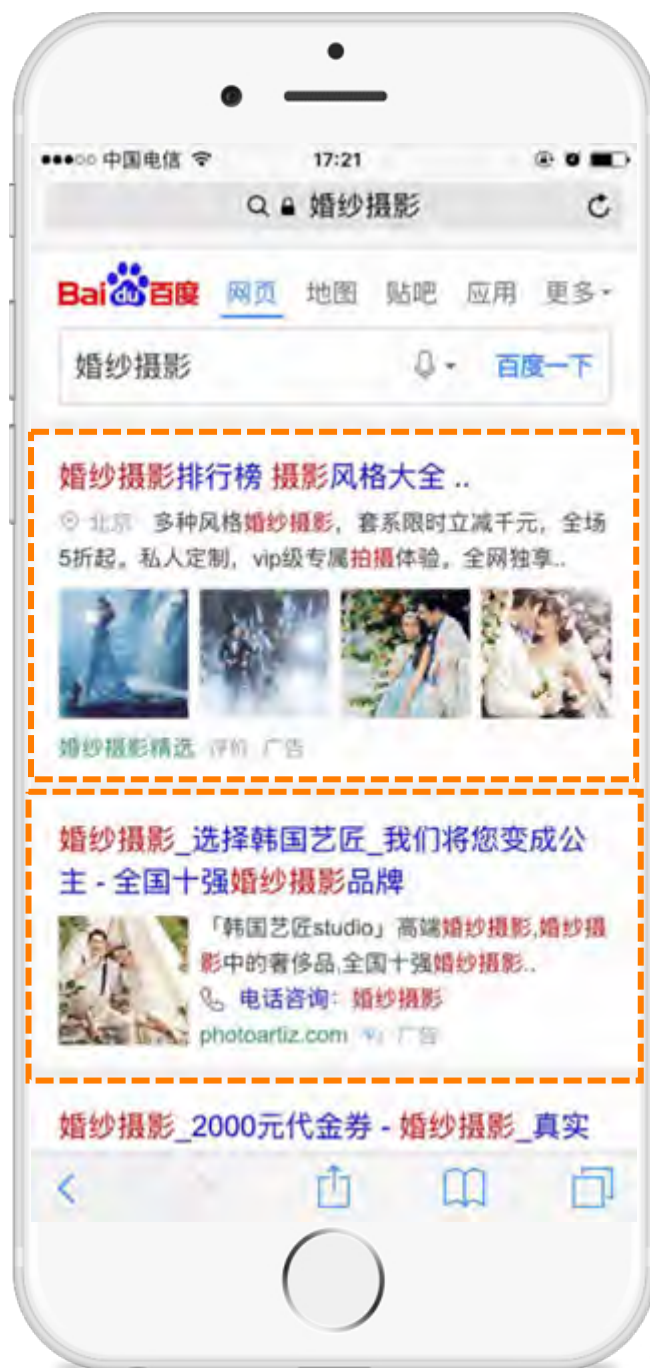 中国电信 17:21
婚纱摄影
Bai du 百度 网页 地图 贴吧 应用 更多
婚纱摄影 百度一下
婚纱摄影排行榜 摄影风格大全 ..
北京 多种风格婚纱摄影，套系限时立减千元，全场
5折起。私人定制，vip级专属拍摄体验，全网独享..
婚纱摄影精选 评价 广告
婚纱摄影_选择韩国艺匠_我们将您变成公
主 - 全国十强婚纱摄影品牌
「韩国艺匠studio」高端婚纱摄影,婚纱摄
影中的奢侈品,全国十强婚纱摄影..
电话咨询：婚纱摄影
photoartiz.com 广告
婚纱摄影_2000元代金券 - 婚纱摄影_真实